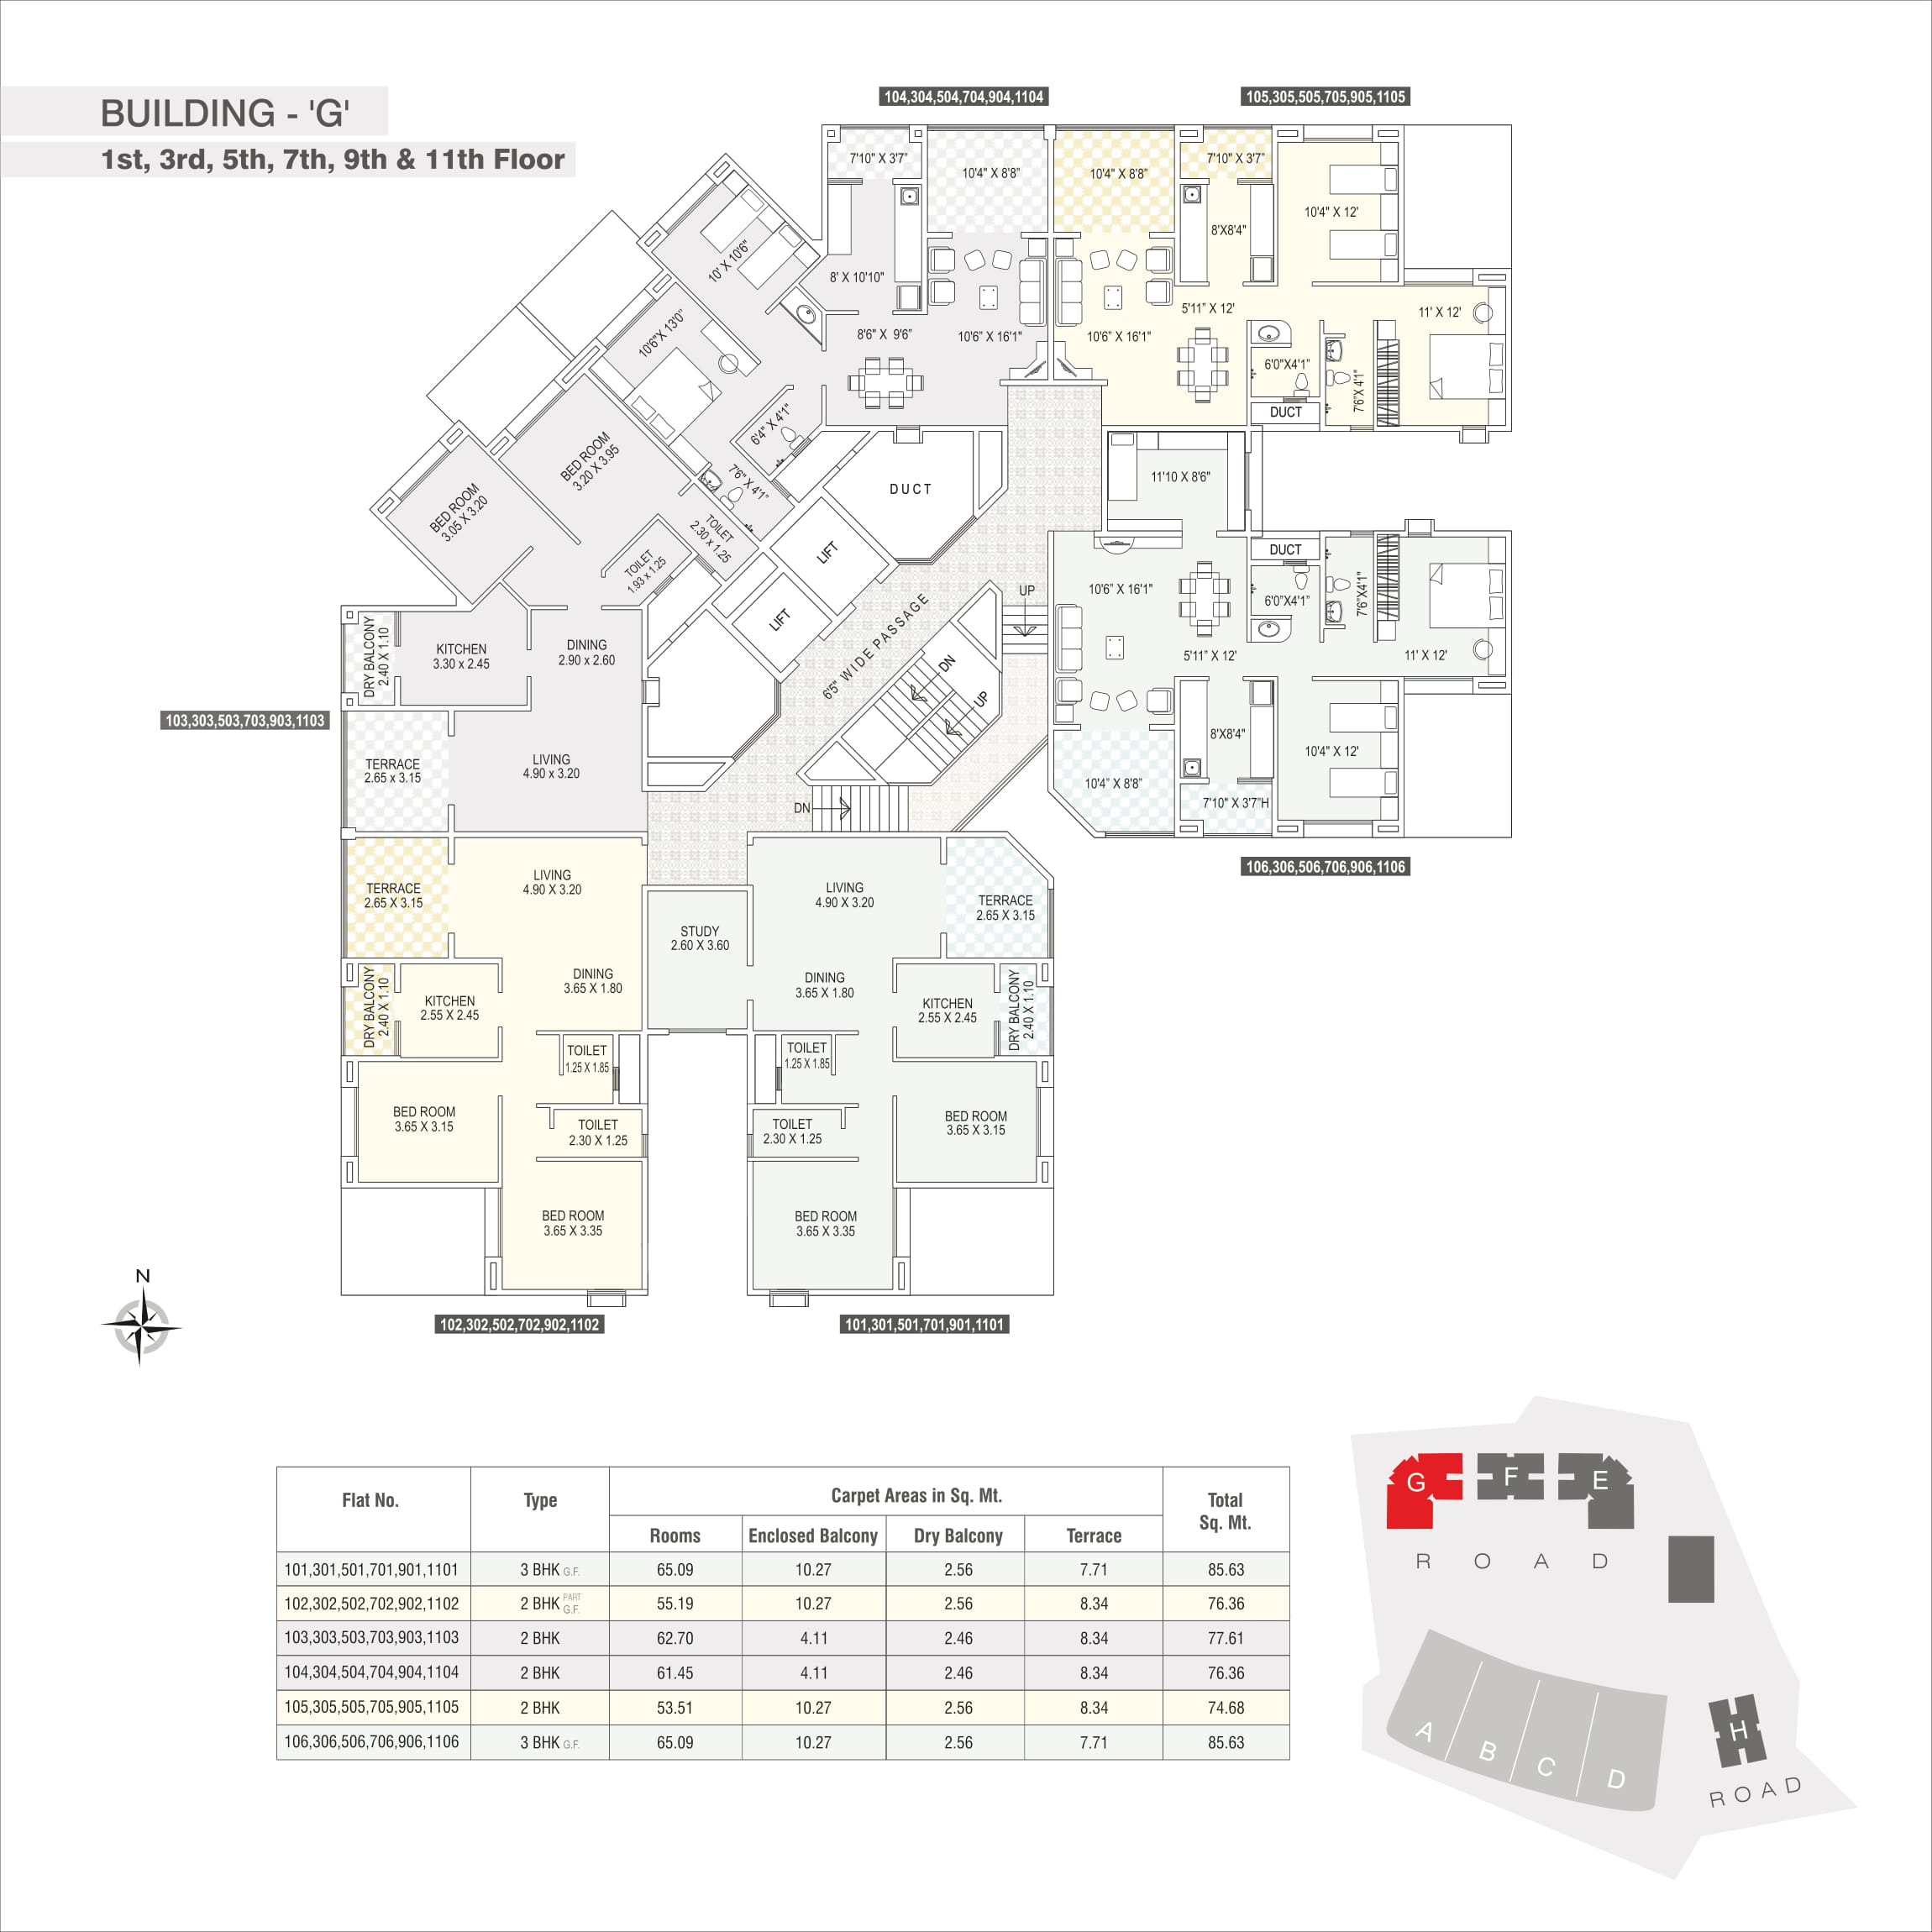 BUILDING - 'G'
1st, 3rd, 5th, 7th, 9th & 11th Floor
104,304,504,704,904,1104
105,305,505,705,905,1105
7'10" X 3'7"
10'4" X 8'8"
10'4" X 8'8"
7'10" X 3'7"
10'4" X 12'
8'X8'4"
10' X 10'6"
8' X 10'10"
5'11" X 12'
11' X 12'
10'6"X 13'0"
8'6" X 9'6"
10'6" X 16'1"
10'6" X 16'1"
6'0"X4'1"
7'6"X 4'1"
DUCT
6'4" X 4'1"
7'6" X 4'1"
BED ROOM
3.20 X 3.95
11'10 X 8'6"
DUCT
BED ROOM
3.05 X 3.20
TOILET
2.30 x 1.25
LIFT
DUCT
TOILET
1.93 x 1.25
10'6" X 16'1"
UP
6'0"X4'1"
7'6"X4'1"
LIFT
6'5" WIDE PASSAGE
DRY BALCONY
2.40 X 1.10
KITCHEN
3.30 x 2.45
DINING
2.90 x 2.60
DN
UP
5'11" X 12'
11' X 12'
103,303,503,703,903,1103
8'X8'4"
10'4" X 12'
TERRACE
2.65 x 3.15
LIVING
4.90 x 3.20
10'4" X 8'8"
7'10" X 3'7"H
DN
106,306,506,706,906,1106
TERRACE
2.65 X 3.15
LIVING
4.90 X 3.20
LIVING
4.90 X 3.20
TERRACE
2.65 X 3.15
STUDY
2.60 X 3.60
DINING
3.65 X 1.80
DINING
3.65 X 1.80
DRY BALCONY
2.40 X 1.10
KITCHEN
2.55 X 2.45
KITCHEN
2.55 X 2.45
DRY BALCONY
2.40 X 1.10
TOILET
1.25 X 1.85
TOILET
1.25 X 1.85
BED ROOM
3.65 X 3.15
TOILET
2.30 X 1.25
TOILET
2.30 X 1.25
BED ROOM
3.65 X 3.15
BED ROOM
3.65 X 3.35
BED ROOM
3.65 X 3.35
N
102,302,502,702,902,1102
101,301,501,701,901,1101
Flat No. Type Carpet Areas in Sq. Mt. Total Sq. Mt.
Rooms Enclosed Balcony Dry Balcony Terrace
101,301,501,701,901,1101 3 BHK G.F. 65.09 10.27 2.56 7.71 85.63
102,302,502,702,902,1102 2 BHK PART G.F. 55.19 10.27 2.56 8.34 76.36
103,303,503,703,903,1103 2 BHK 62.70 4.11 2.46 8.34 77.61
104,304,504,704,904,1104 2 BHK 61.45 4.11 2.46 8.34 76.36
105,305,505,705,905,1105 2 BHK 53.51 10.27 2.56 8.34 74.68
106,306,506,706,906,1106 3 BHK G.F. 65.09 10.27 2.56 7.71 85.63
G F E
ROAD
A B C D
H
ROAD